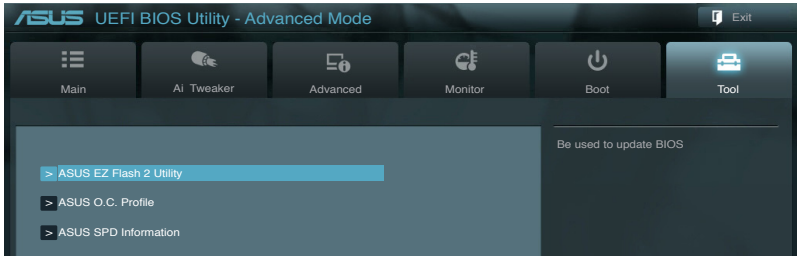 ASUS UEFI BIOS Utility - Advanced Mode
Exit
Main
Ai Tweaker
Advanced
Monitor
Boot
Tool
Be used to update BIOS
> ASUS EZ Flash 2 Utility
> ASUS O.C. Profile
> ASUS SPD Information